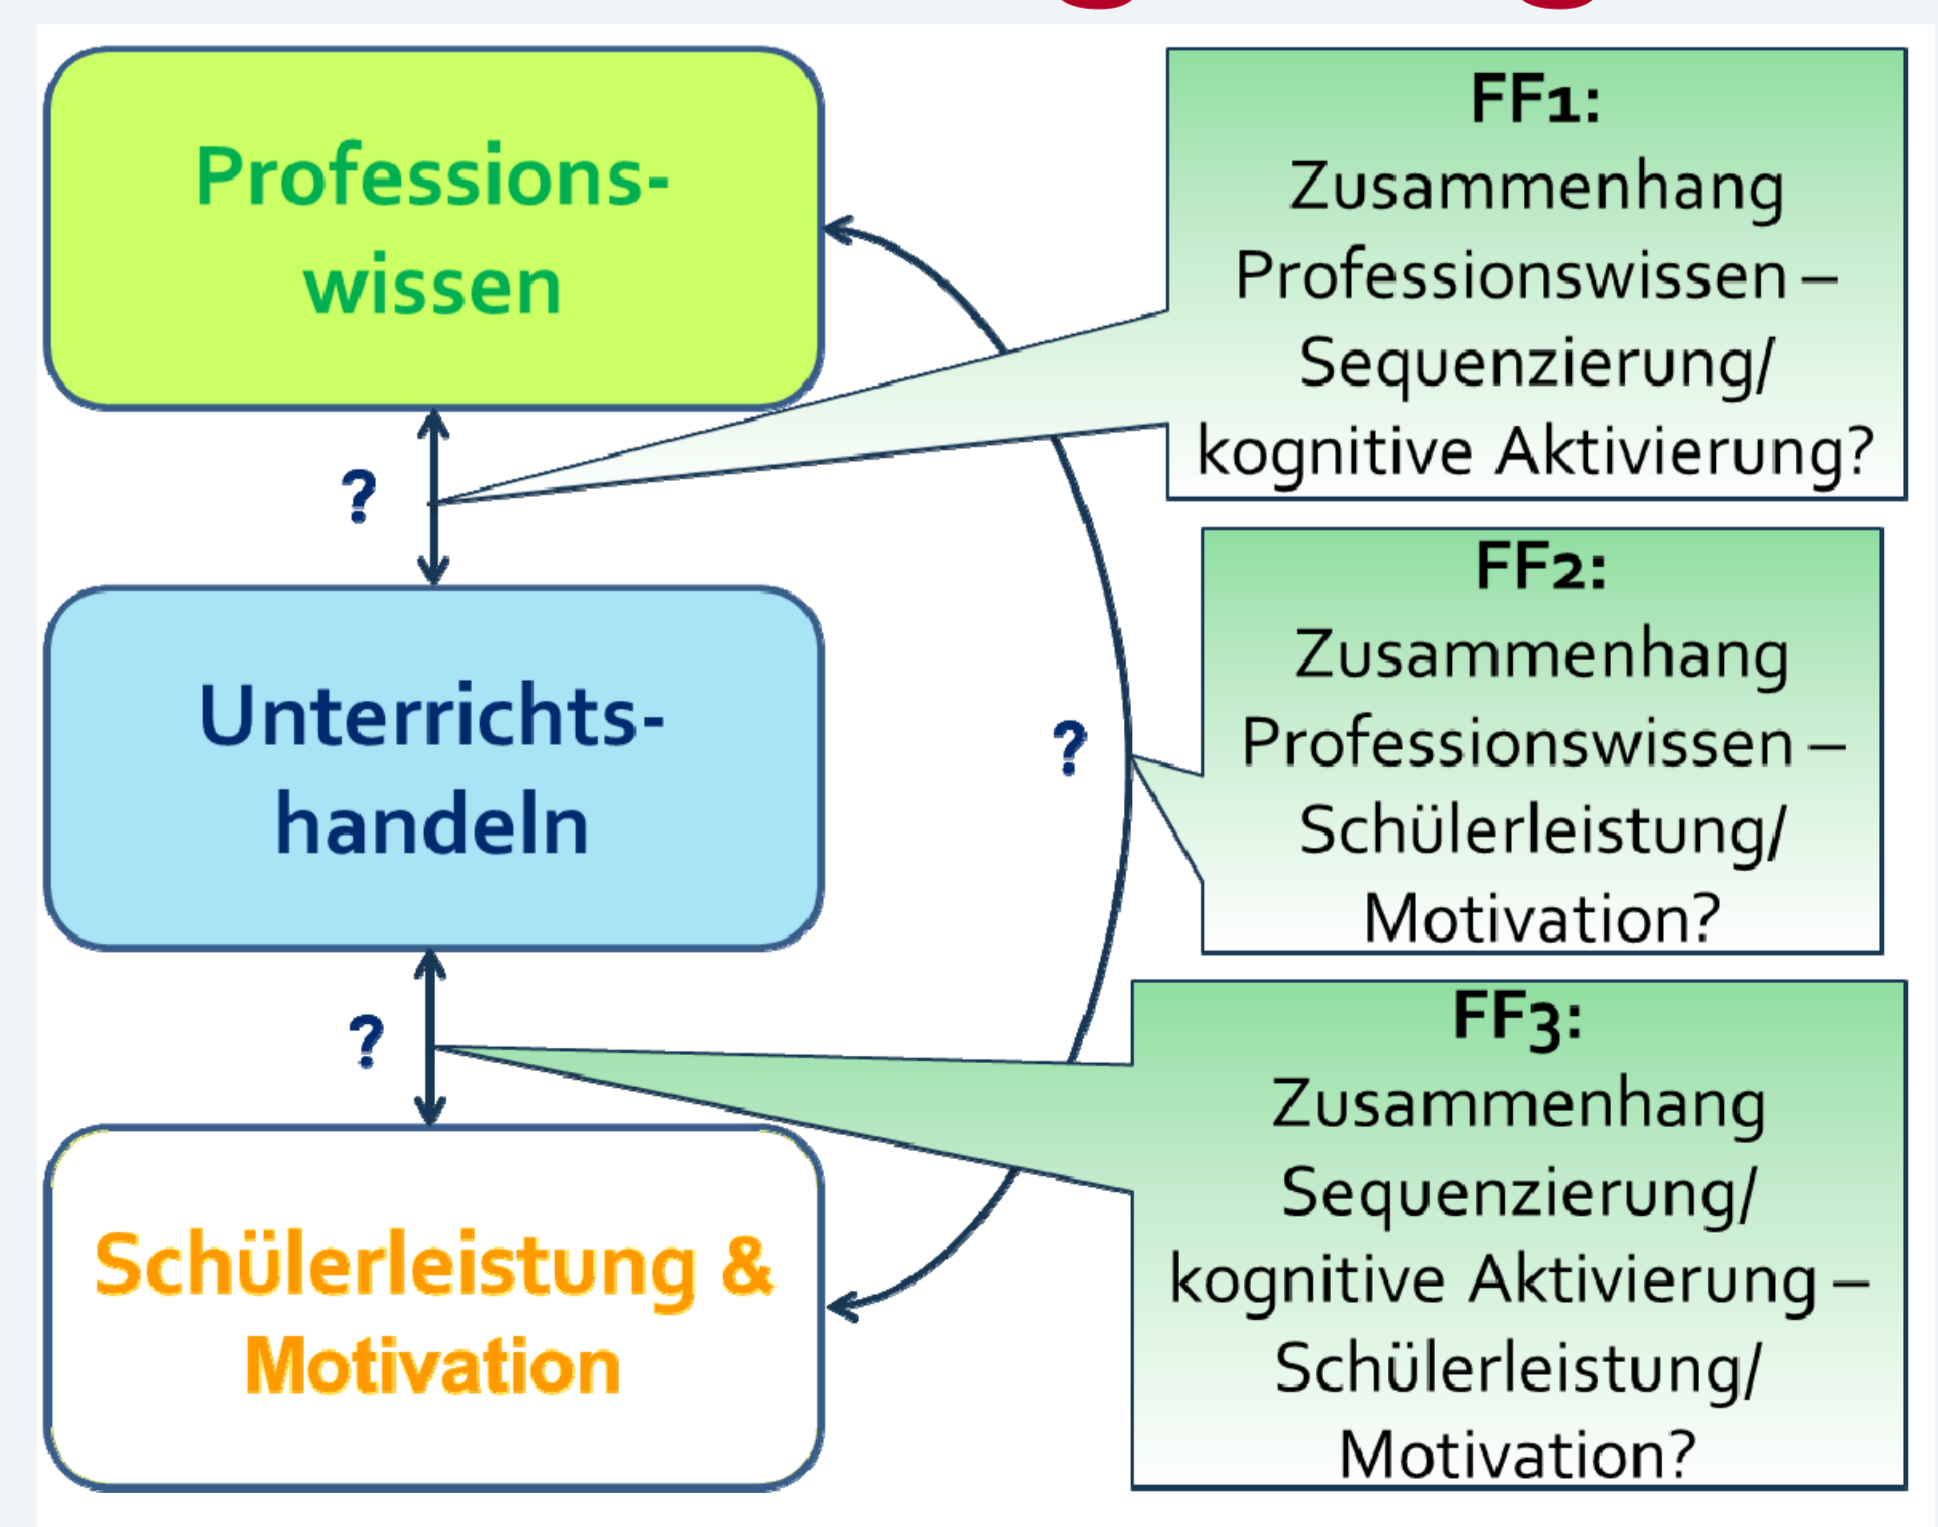 Professions-
wissen
?
Unterrichts-
handeln
?
Schülerleistung &
Motivation
?
FF1:
Zusammenhang
Professionswissen –
Sequenzierung/
kognitive Aktivierung?
FF2:
Zusammenhang
Professionswissen –
Schülerleistung/
Motivation?
FF3:
Zusammenhang
Sequenzierung/
kognitive Aktivierung –
Schülerleistung/
Motivation?